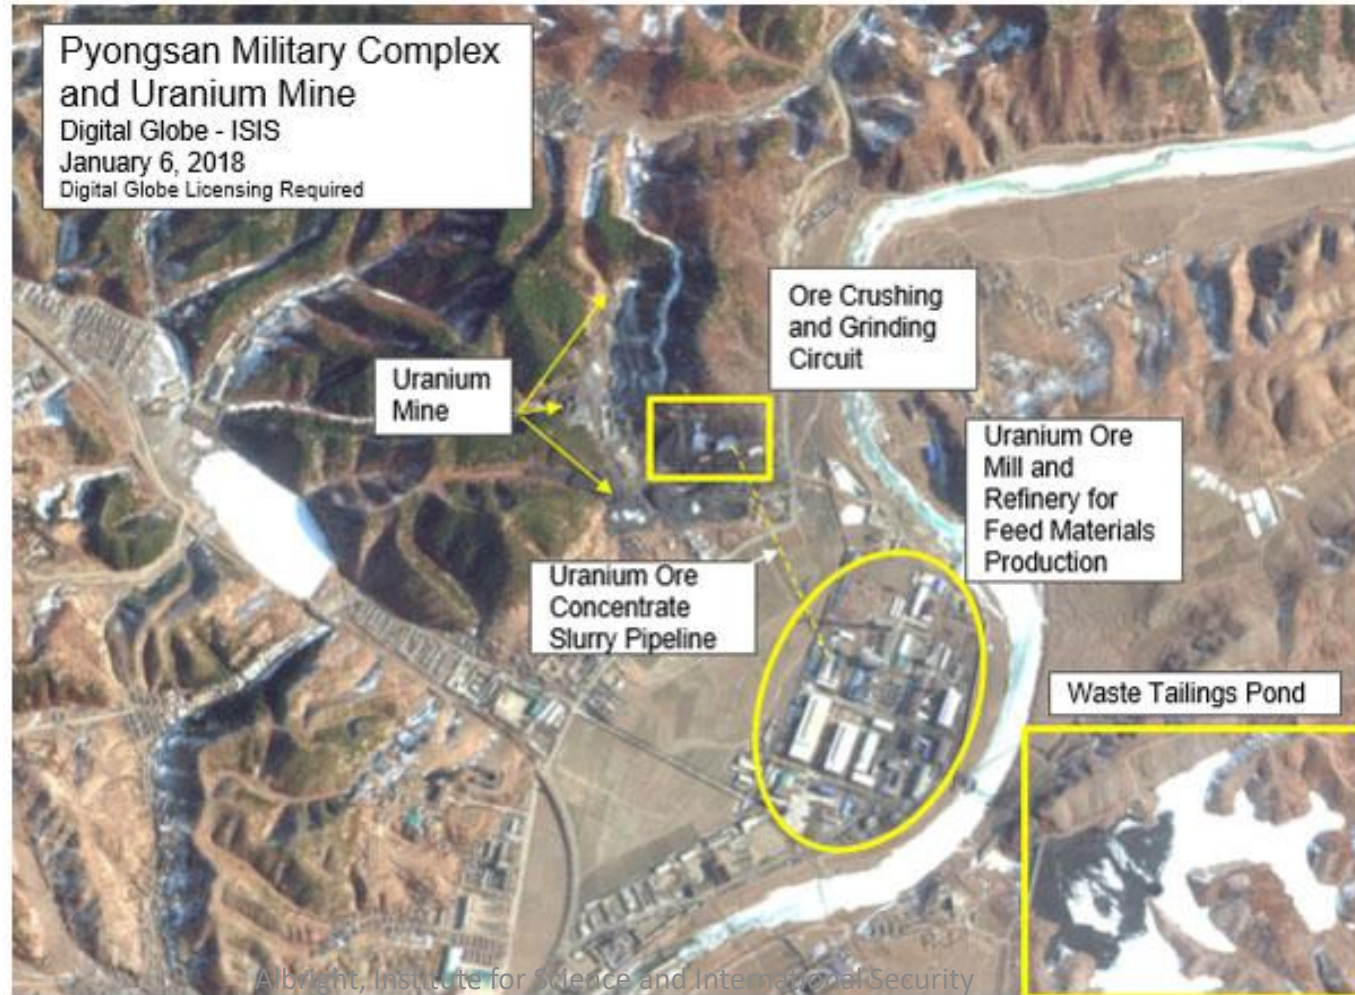 Pyongsan Military Complex
and Uranium Mine
Digital Globe - ISIS
January 6, 2018
Digital Globe Licensing Required
Ore Crushing
and Grinding
Circuit
Uranium
Mine
Uranium Ore
Mill and
Refinery for
Feed Materials
Production
Uranium Ore
Concentrate
Slurry Pipeline
Waste Tailings Pond
Albright, Institute for Science and International Security